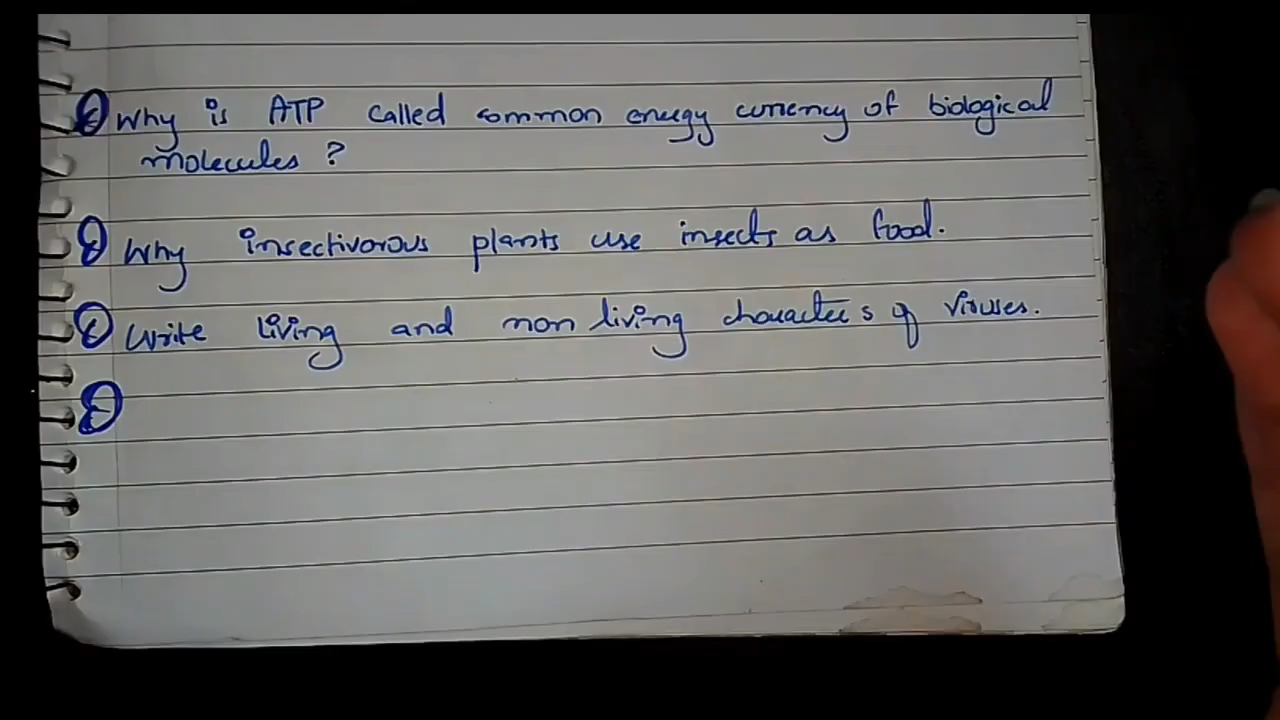 Why is ATP called common energy currency of biological
molecules ?
Why insectivorous plants use insects as food.
Write living and non living characters of viruses.